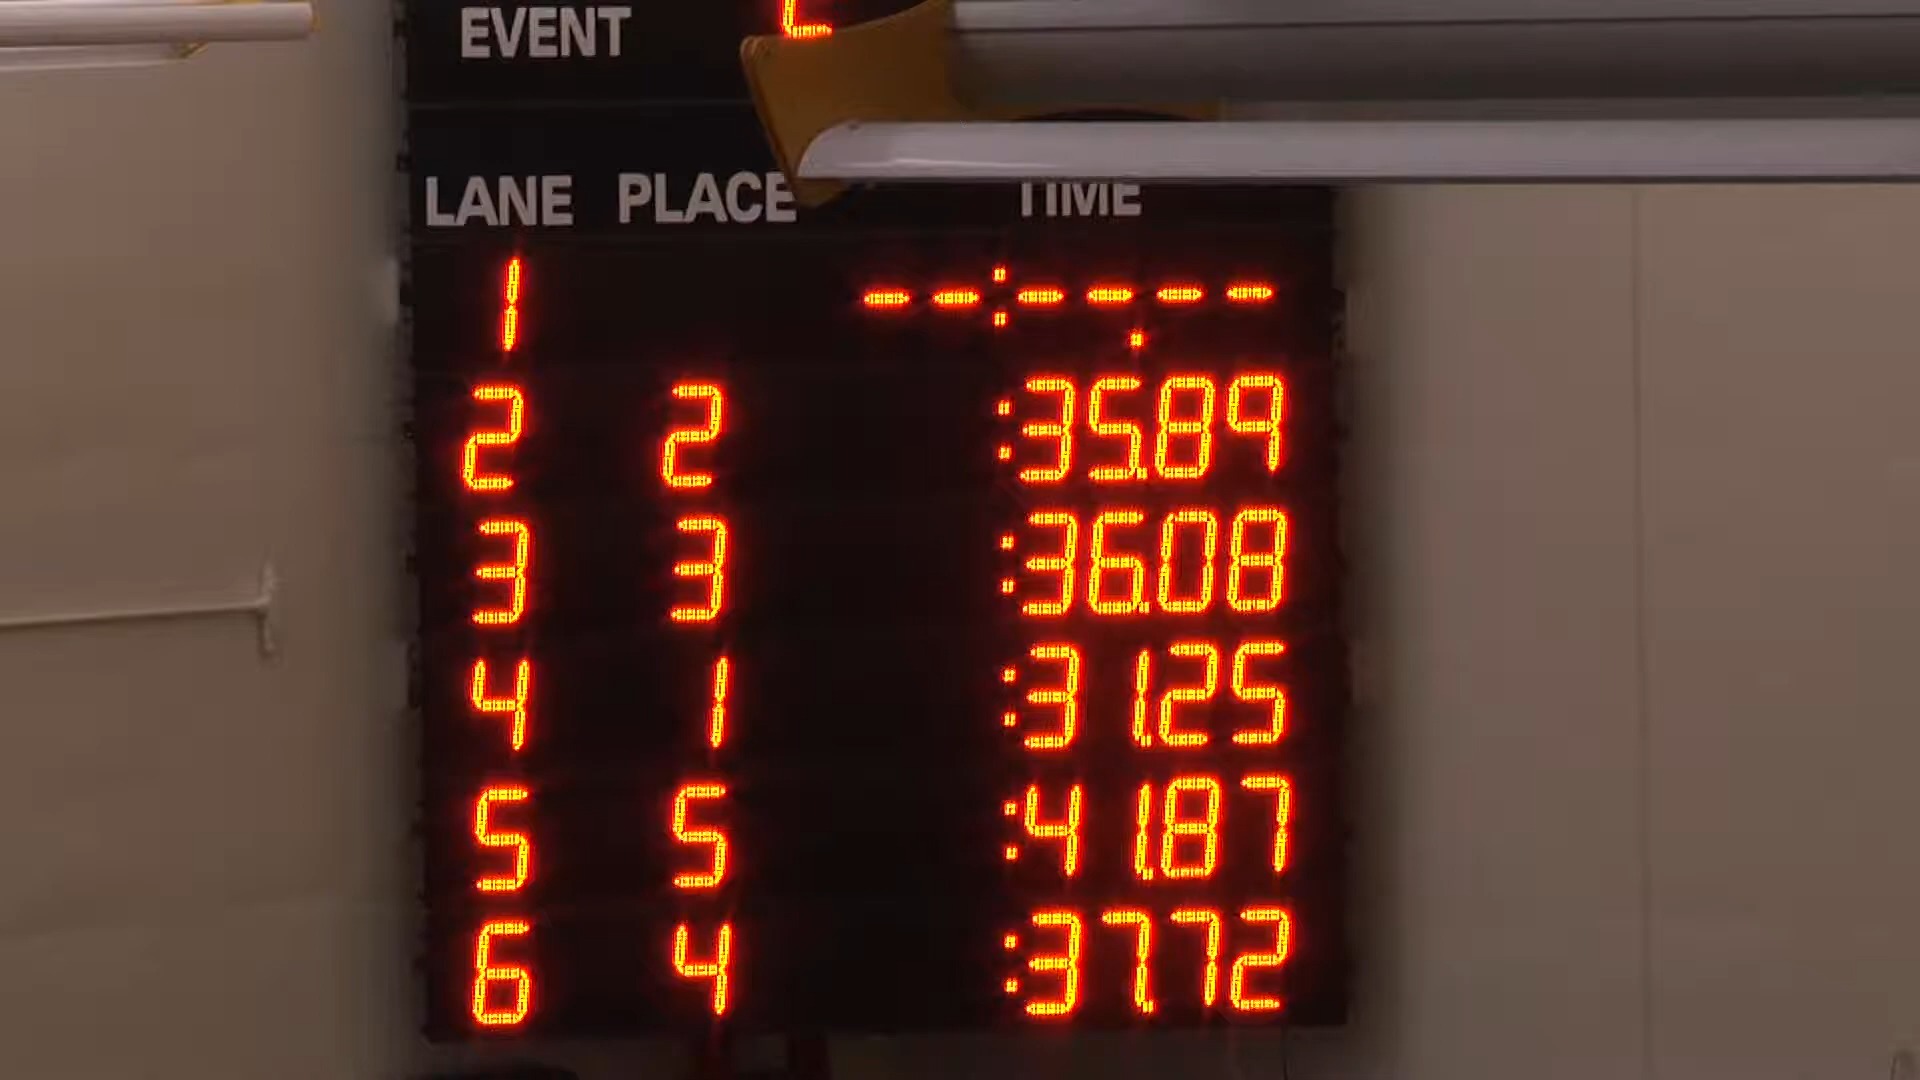 EVENT
LANE PLACE TIME
1 --:--.--
2 2 :35.89
3 3 :36.08
4 1 :31.25
5 5 :41.87
6 4 :37.72